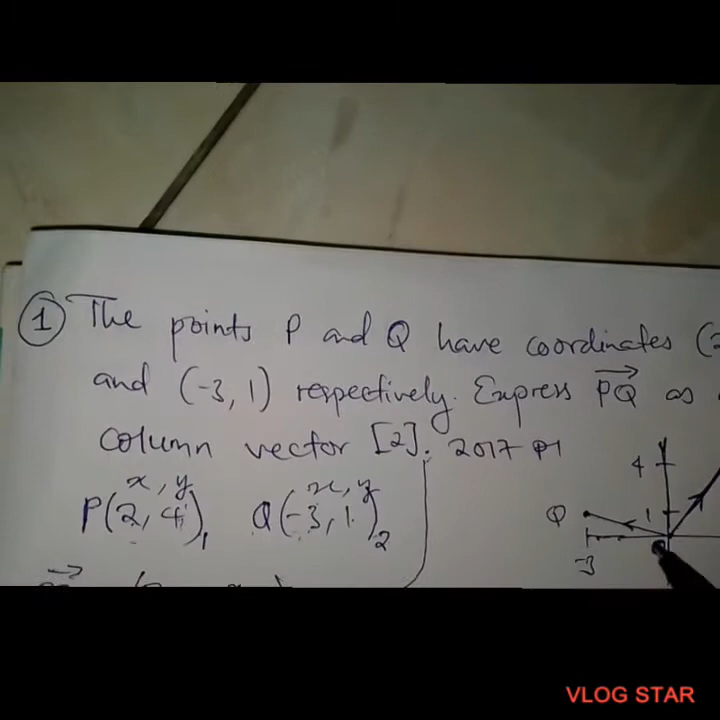 ① The points P and Q have coordinates (2
and (-3, 1) respectively. Express PQ as
column vector [2]. 2017 P1
x, y x, y
P(2, 4)₁ Q(-3, 1)₂
4
Q 1
-3
VLOG STAR